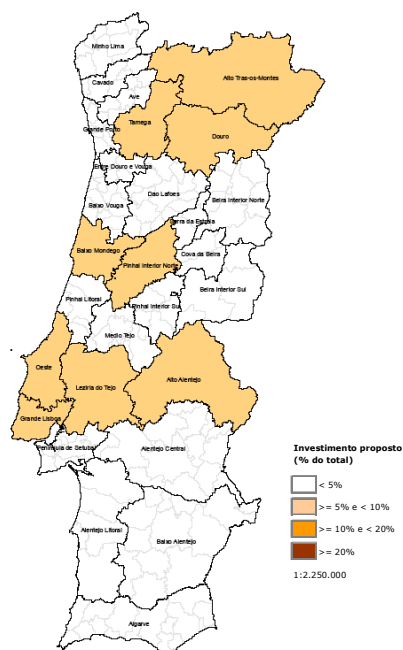 Minho Lima
Alto Tras-os-Montes
Cavado
Ave
Tamega
Grande Porto
Douro
Entre Douro e Vouga
Dao Lafoes
Beira Interior Norte
Baixo Vouga
Serra da Estrela
Baixo Mondego
Cova da Beira
Pinhal Interior Norte
Beira Interior Sul
Pinhal Litoral
Pinhal Interior Sul
Medio Tejo
Oeste
Alto Alentejo
Leziria do Tejo
Grande Lisboa
Peninsula de Setubal
Alentejo Central
Alentejo Litoral
Baixo Alentejo
Algarve
Investimento proposto
(% do total)
< 5%
>= 5% e < 10%
>= 10% e < 20%
>= 20%
1:2.250.000